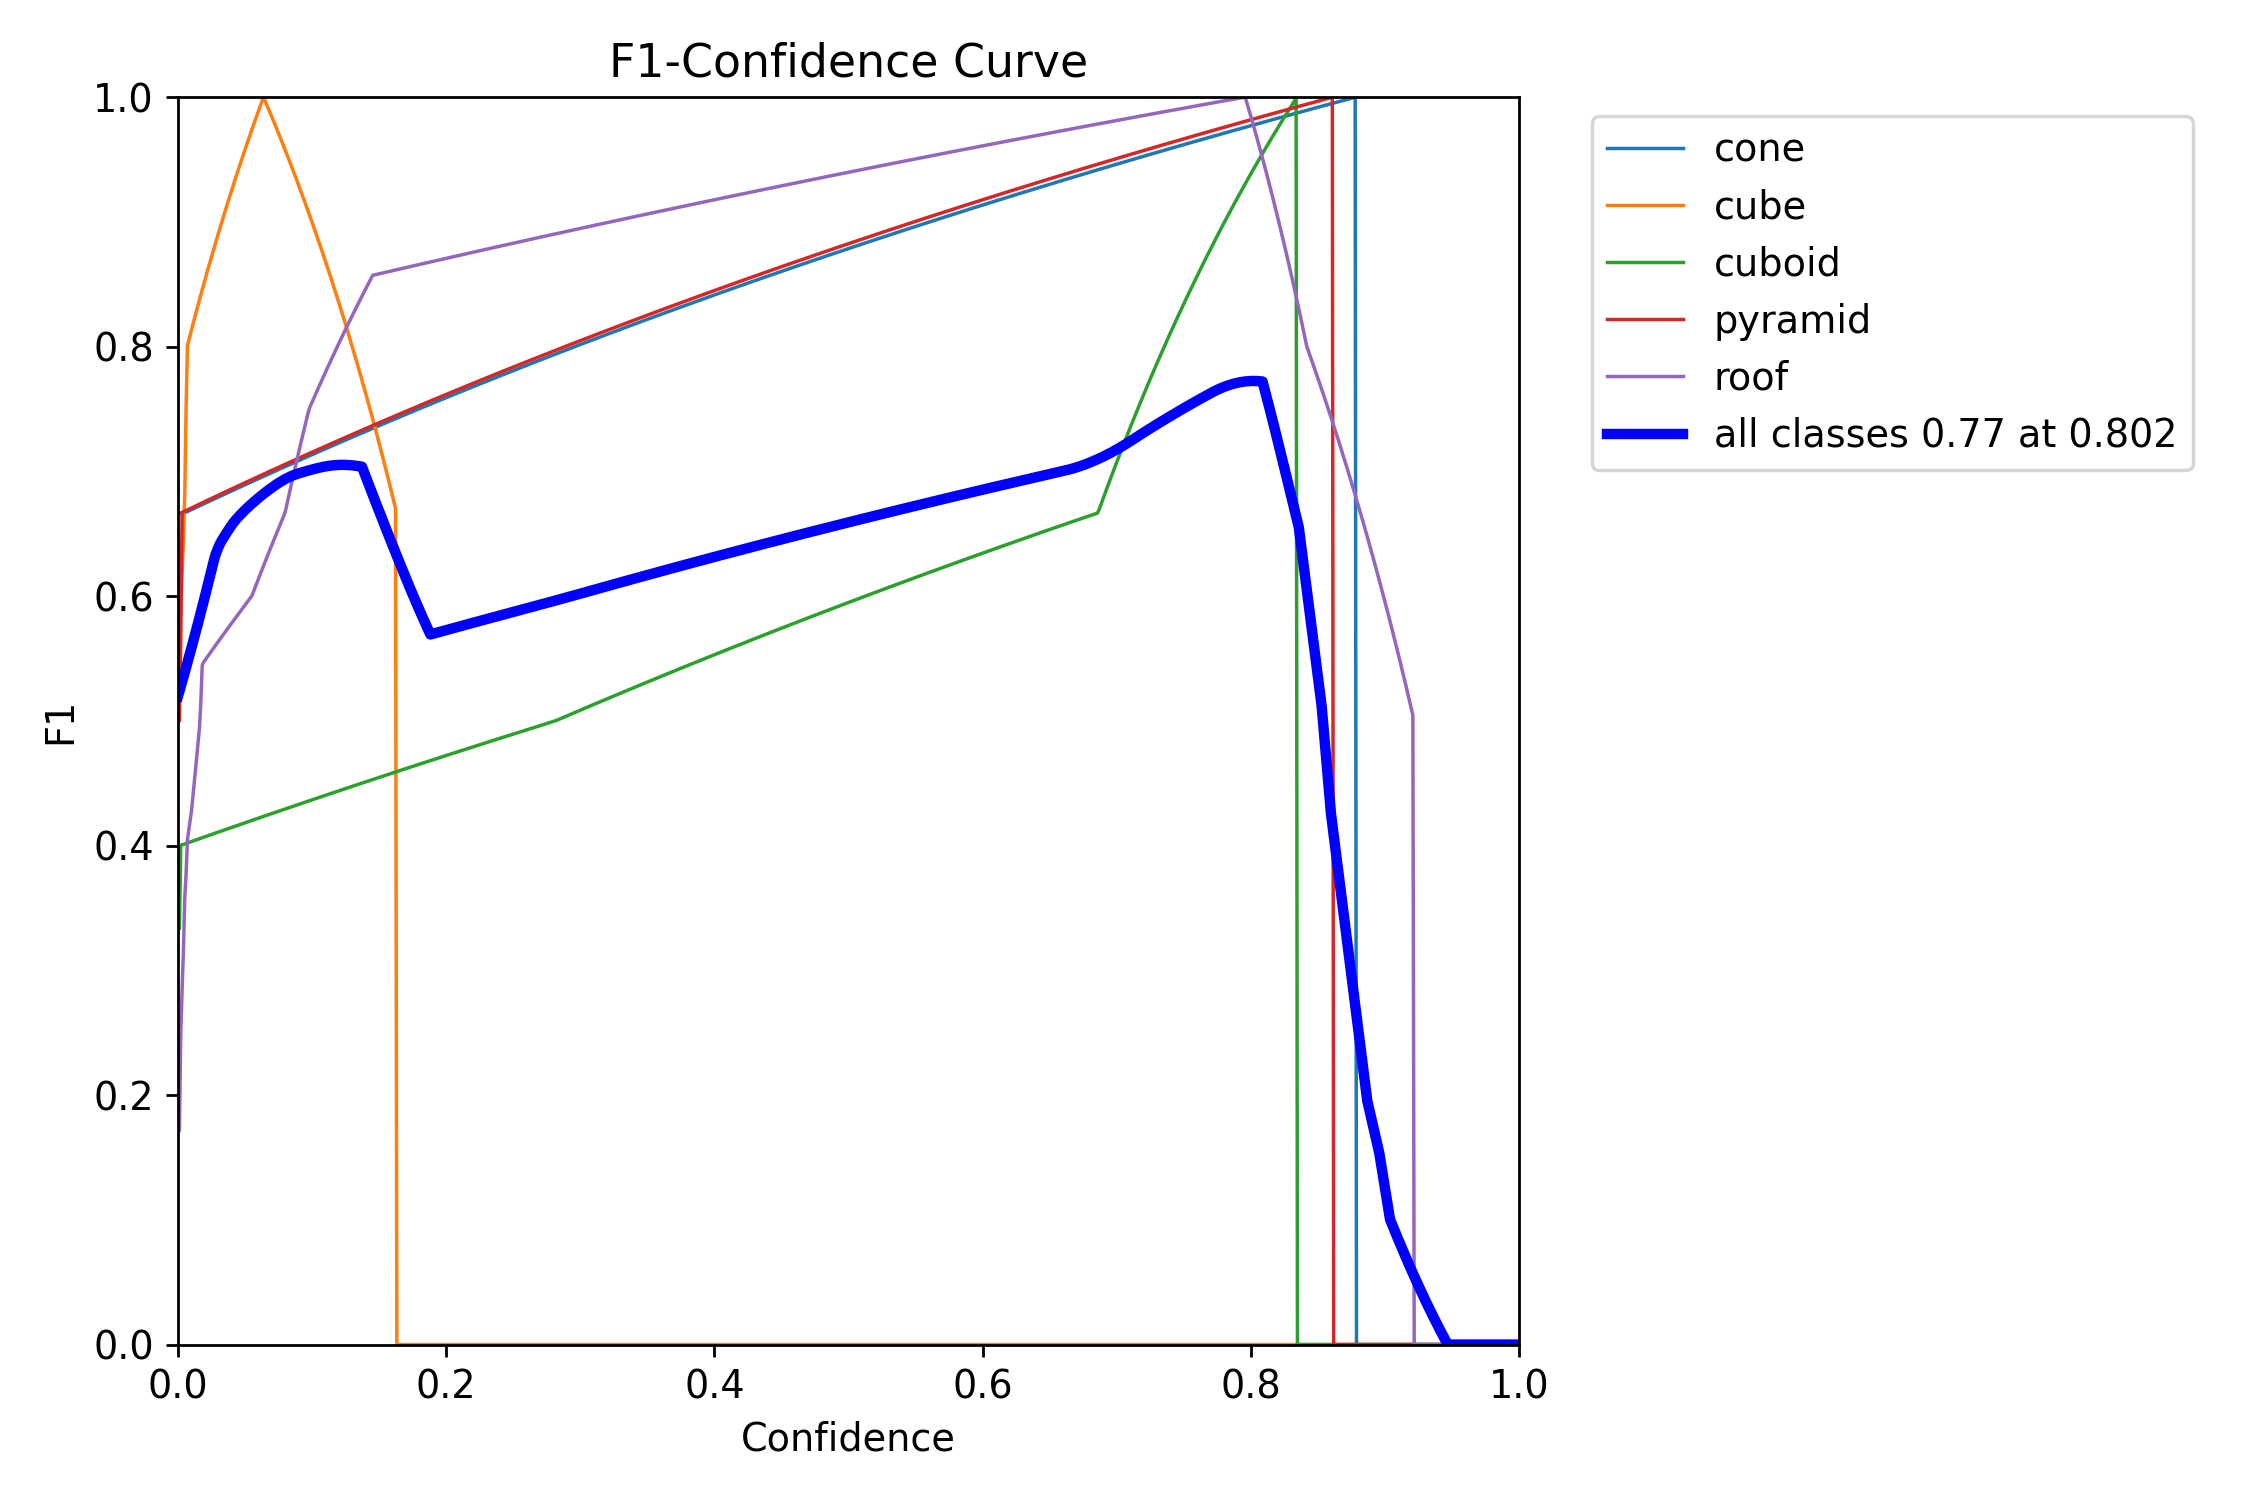 F1-Confidence Curve
1.0
0.8
0.6
0.4
0.2
0.0
F1
0.0 0.2 0.4 0.6 0.8 1.0
Confidence
cone
cube
cuboid
pyramid
roof
all classes 0.77 at 0.802